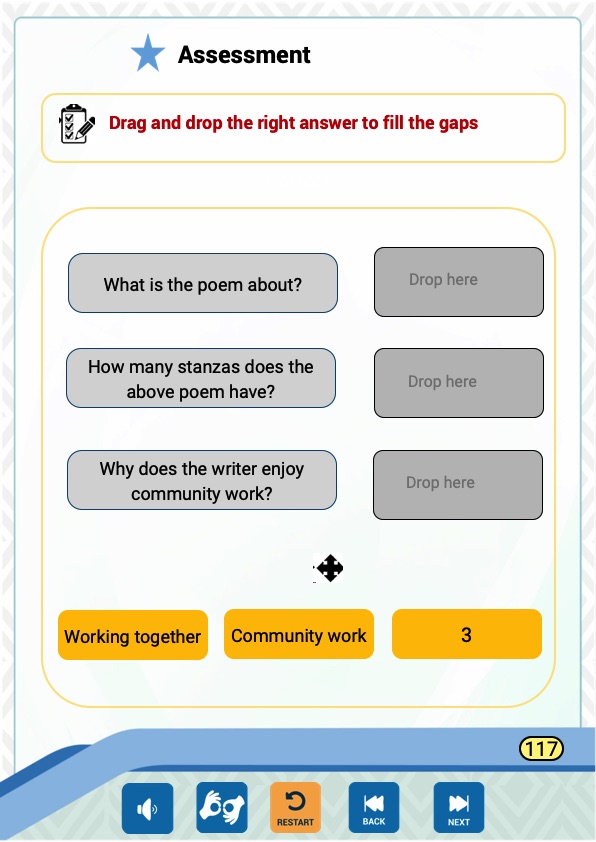 Assessment
Drag and drop the right answer to fill the gaps
What is the poem about?
Drop here
How many stanzas does the
above poem have?
Drop here
Why does the writer enjoy
community work?
Drop here
Working together
Community work
3
117
RESTART
BACK
NEXT